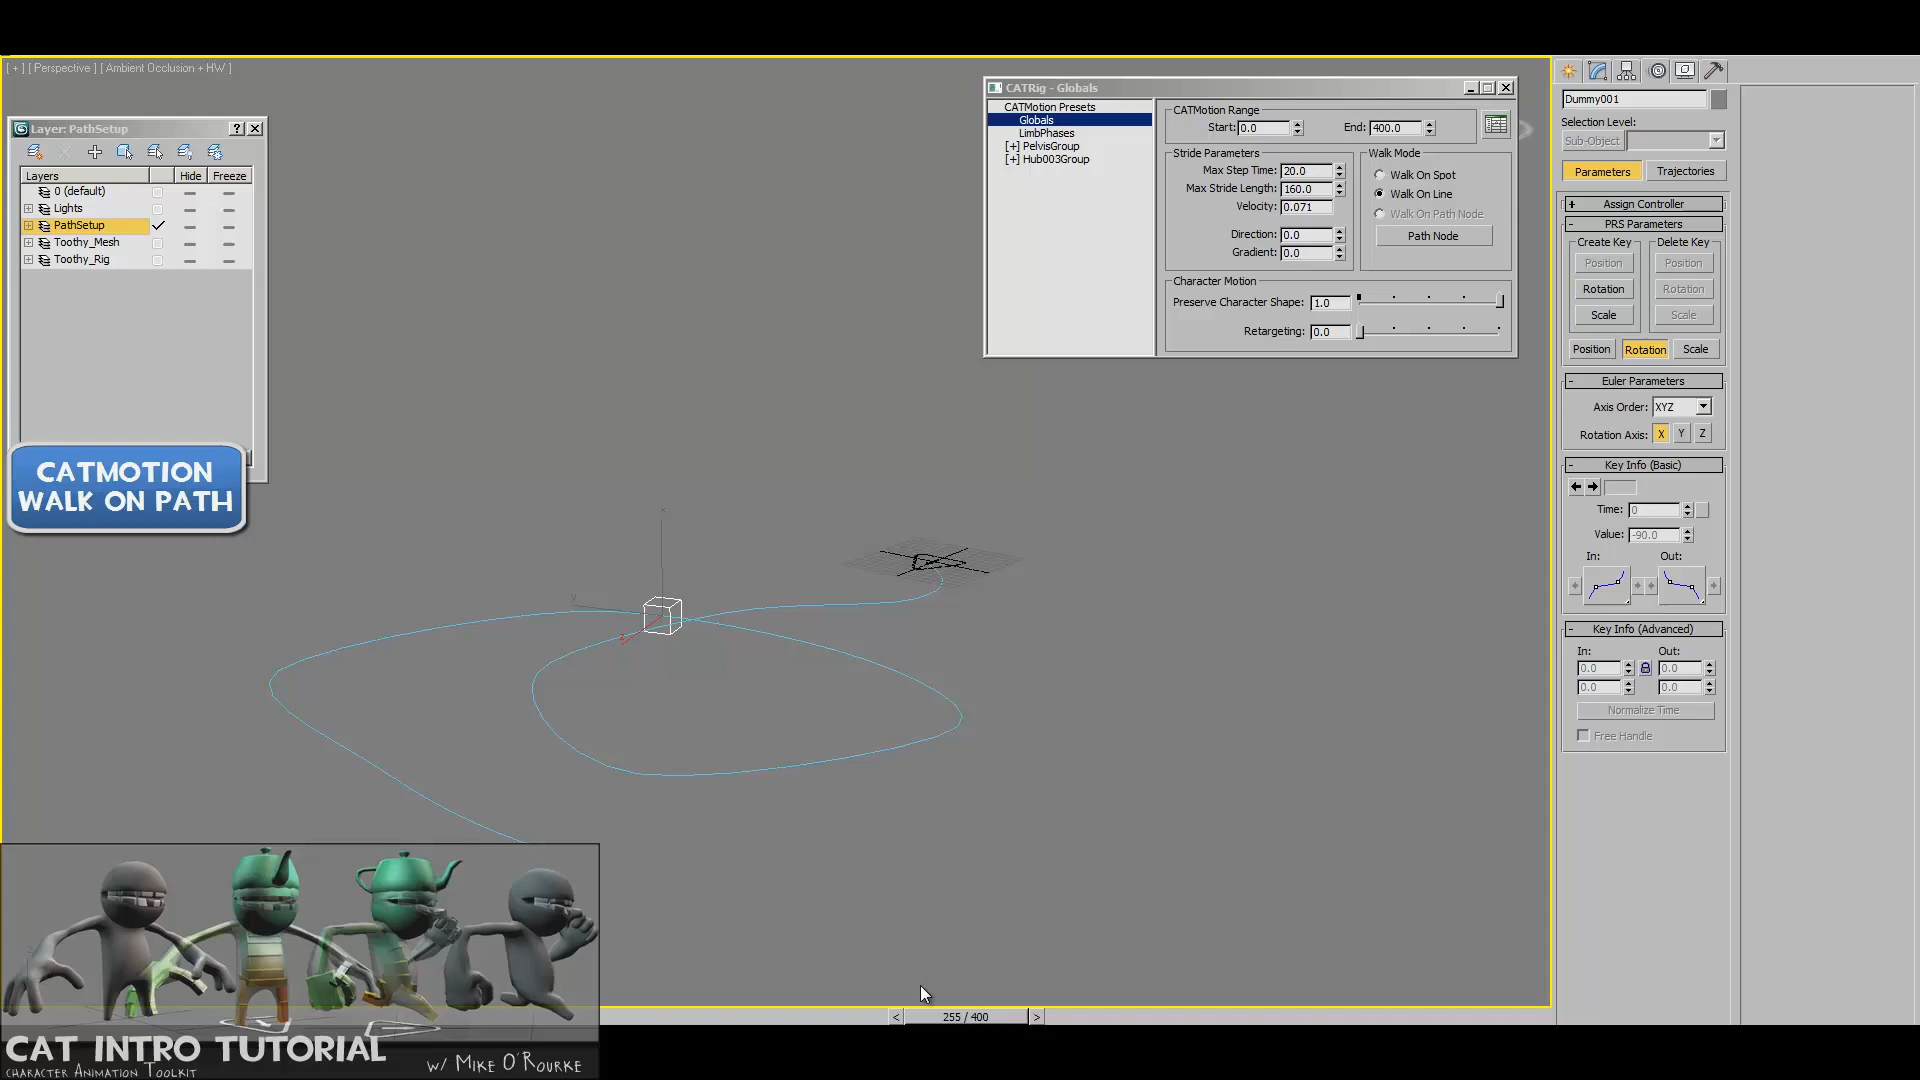 [ + ] [ Perspective ] [ Ambient Occlusion + HW ]
Layer: PathSetup
?
Layers
Hide
Freeze
0 (default)
Lights
PathSetup
Toothy_Mesh
Toothy_Rig
CATMOTION
WALK ON PATH
CATRig - Globals
CATMotion Presets
Globals
LimbPhases
[+] PelvisGroup
[+] Hub003Group
CATMotion Range
Start: 0.0
End: 400.0
Stride Parameters
Max Step Time: 20.0
Max Stride Length: 160.0
Velocity: 0.071
Direction: 0.0
Gradient: 0.0
Walk Mode
Walk On Spot
Walk On Line
Walk On Path Node
Path Node
Character Motion
Preserve Character Shape: 1.0
Retargeting: 0.0
x
y
z
< 255 / 400 >
CAT INTRO TUTORIAL
CHARACTER ANIMATION TOOLKIT
W/ MIKE O'ROURKE
Dummy001
Selection Level:
Sub-Object
Parameters
Trajectories
+ Assign Controller
- PRS Parameters
Create Key
Delete Key
Position
Position
Rotation
Rotation
Scale
Scale
Position
Rotation
Scale
- Euler Parameters
Axis Order: XYZ
Rotation Axis: X Y Z
- Key Info (Basic)
Time: 0
Value: -90.0
In:
Out:
- Key Info (Advanced)
In:
Out:
0.0
0.0
0.0
0.0
Normalize Time
Free Handle